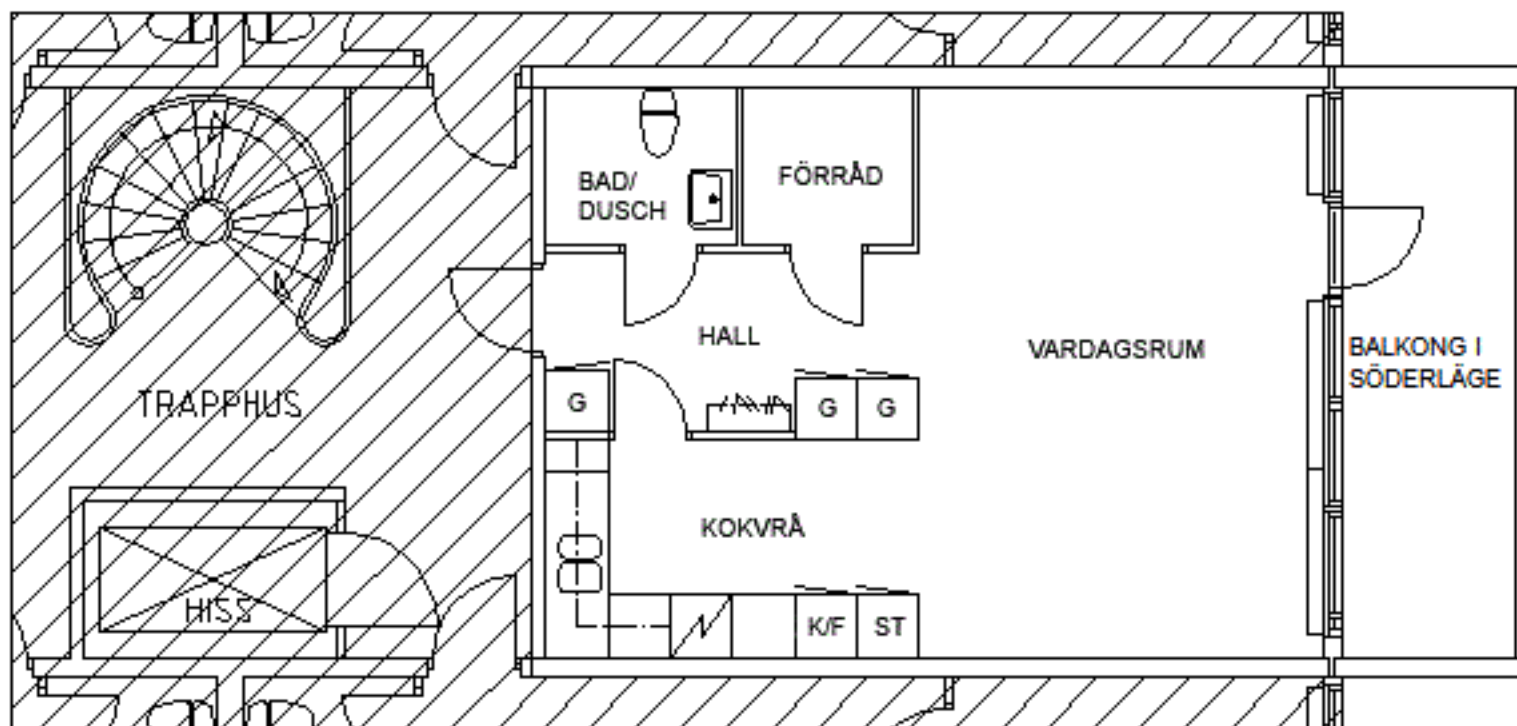 BAD/
DUSCH
FÖRRÅD
HALL
VARDAGSRUM
BALKONG I
SÖDERLÄGE
TRAPPHUS
G
G
G
KOKVRÅ
HISS
K/F
ST